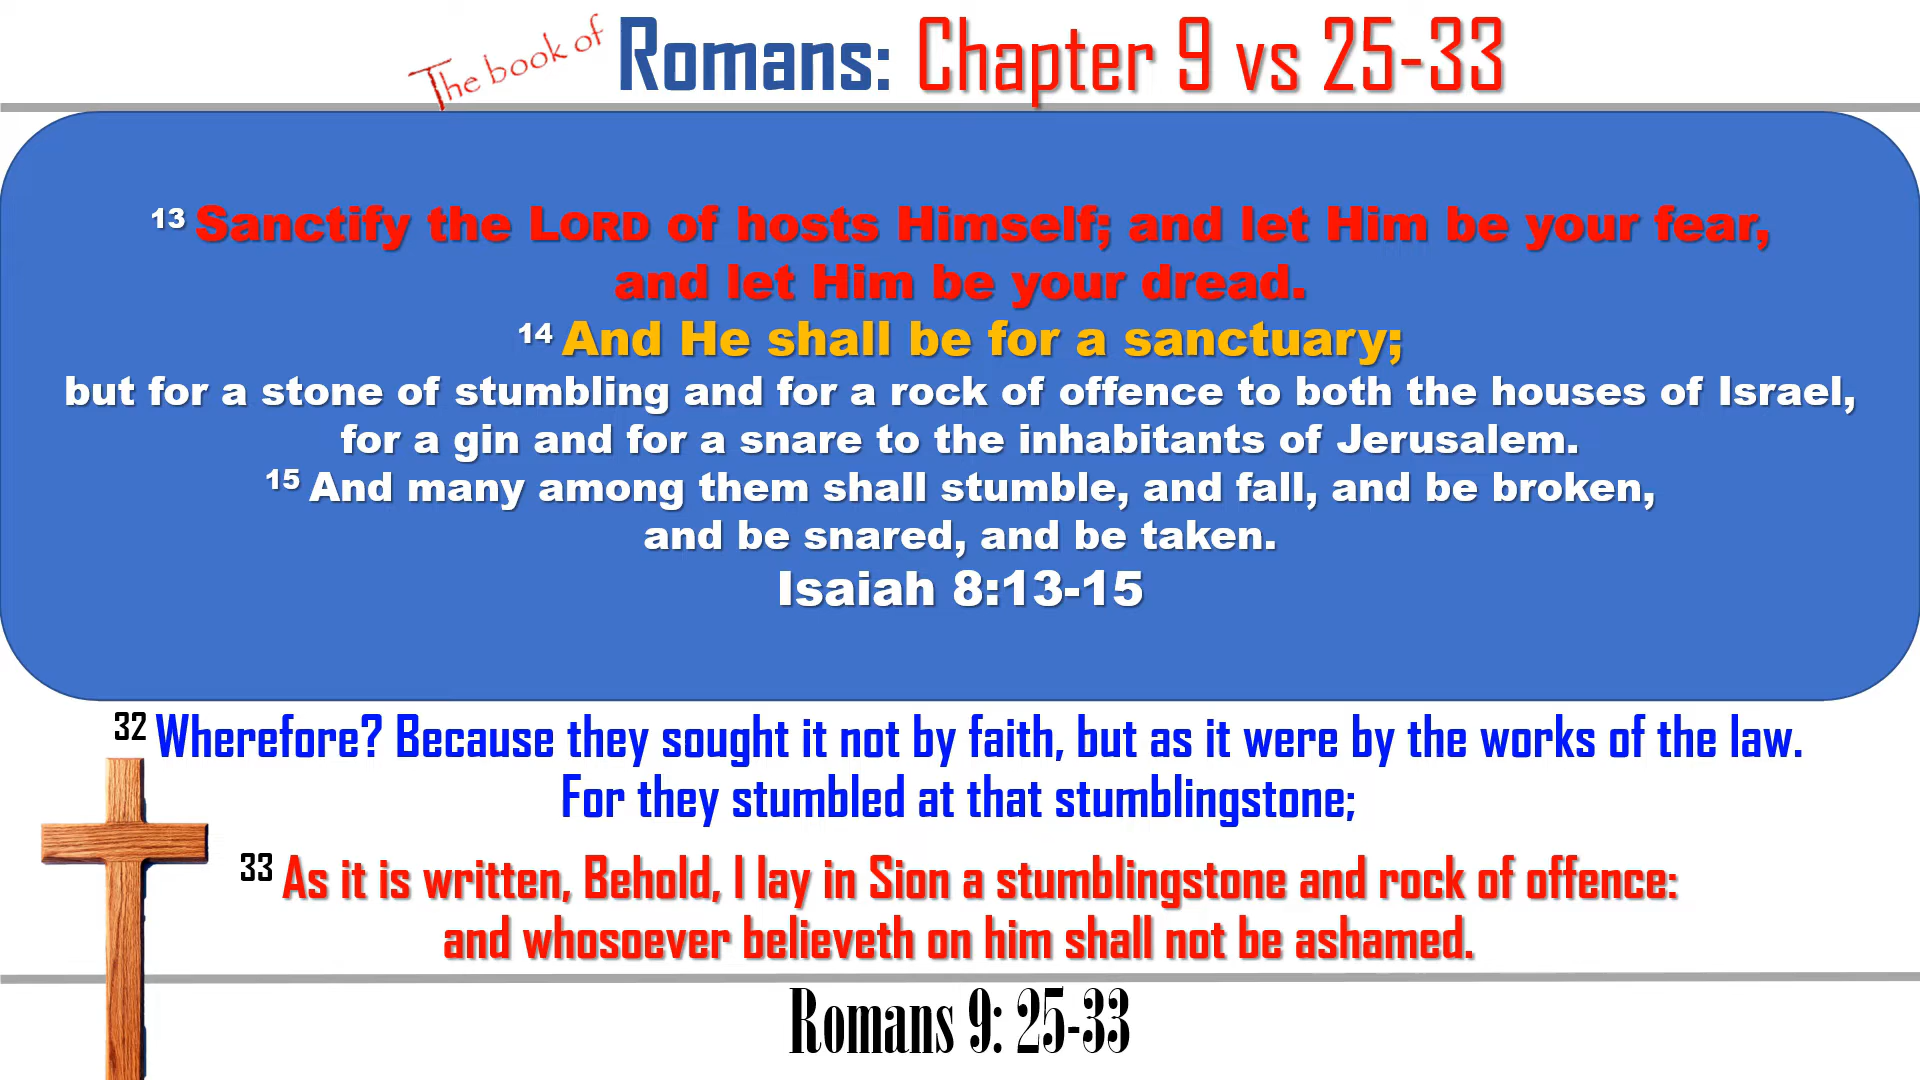 The book of Romans: Chapter 9 vs 25-33
13 Sanctify the LORD of hosts Himself; and let Him be your fear,
and let Him be your dread.
14 And He shall be for a sanctuary;
but for a stone of stumbling and for a rock of offence to both the houses of Israel,
for a gin and for a snare to the inhabitants of Jerusalem.
15 And many among them shall stumble, and fall, and be broken,
and be snared, and be taken.
Isaiah 8:13-15
32 Wherefore? Because they sought it not by faith, but as it were by the works of the law.
For they stumbled at that stumblingstone;
33 As it is written, Behold, I lay in Sion a stumblingstone and rock of offence:
and whosoever believeth on him shall not be ashamed.
Romans 9: 25-33